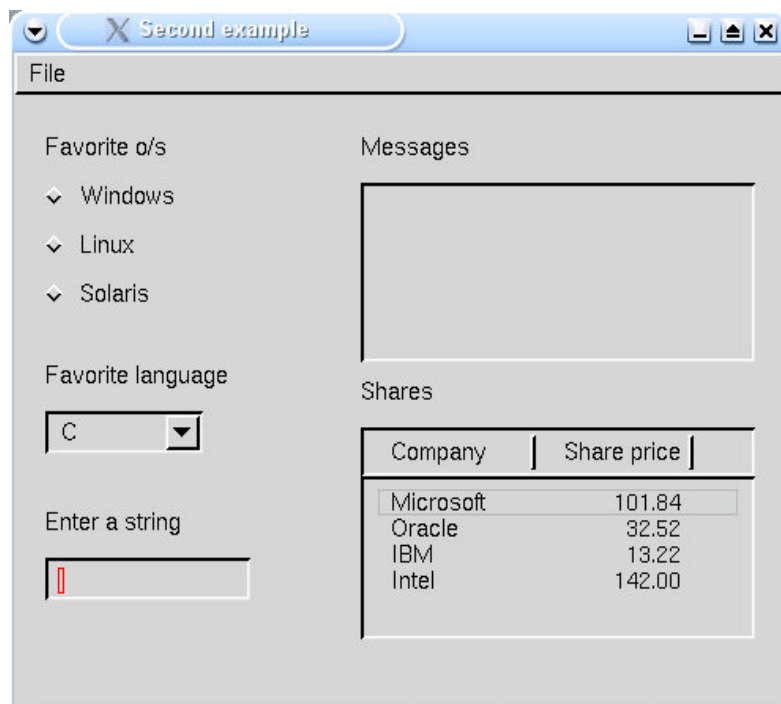 Second example
File
Favorite o/s
Windows
Linux
Solaris
Favorite language
C
Enter a string
Messages
Shares
Company Share price
Microsoft 101.84
Oracle 32.52
IBM 13.22
Intel 142.00